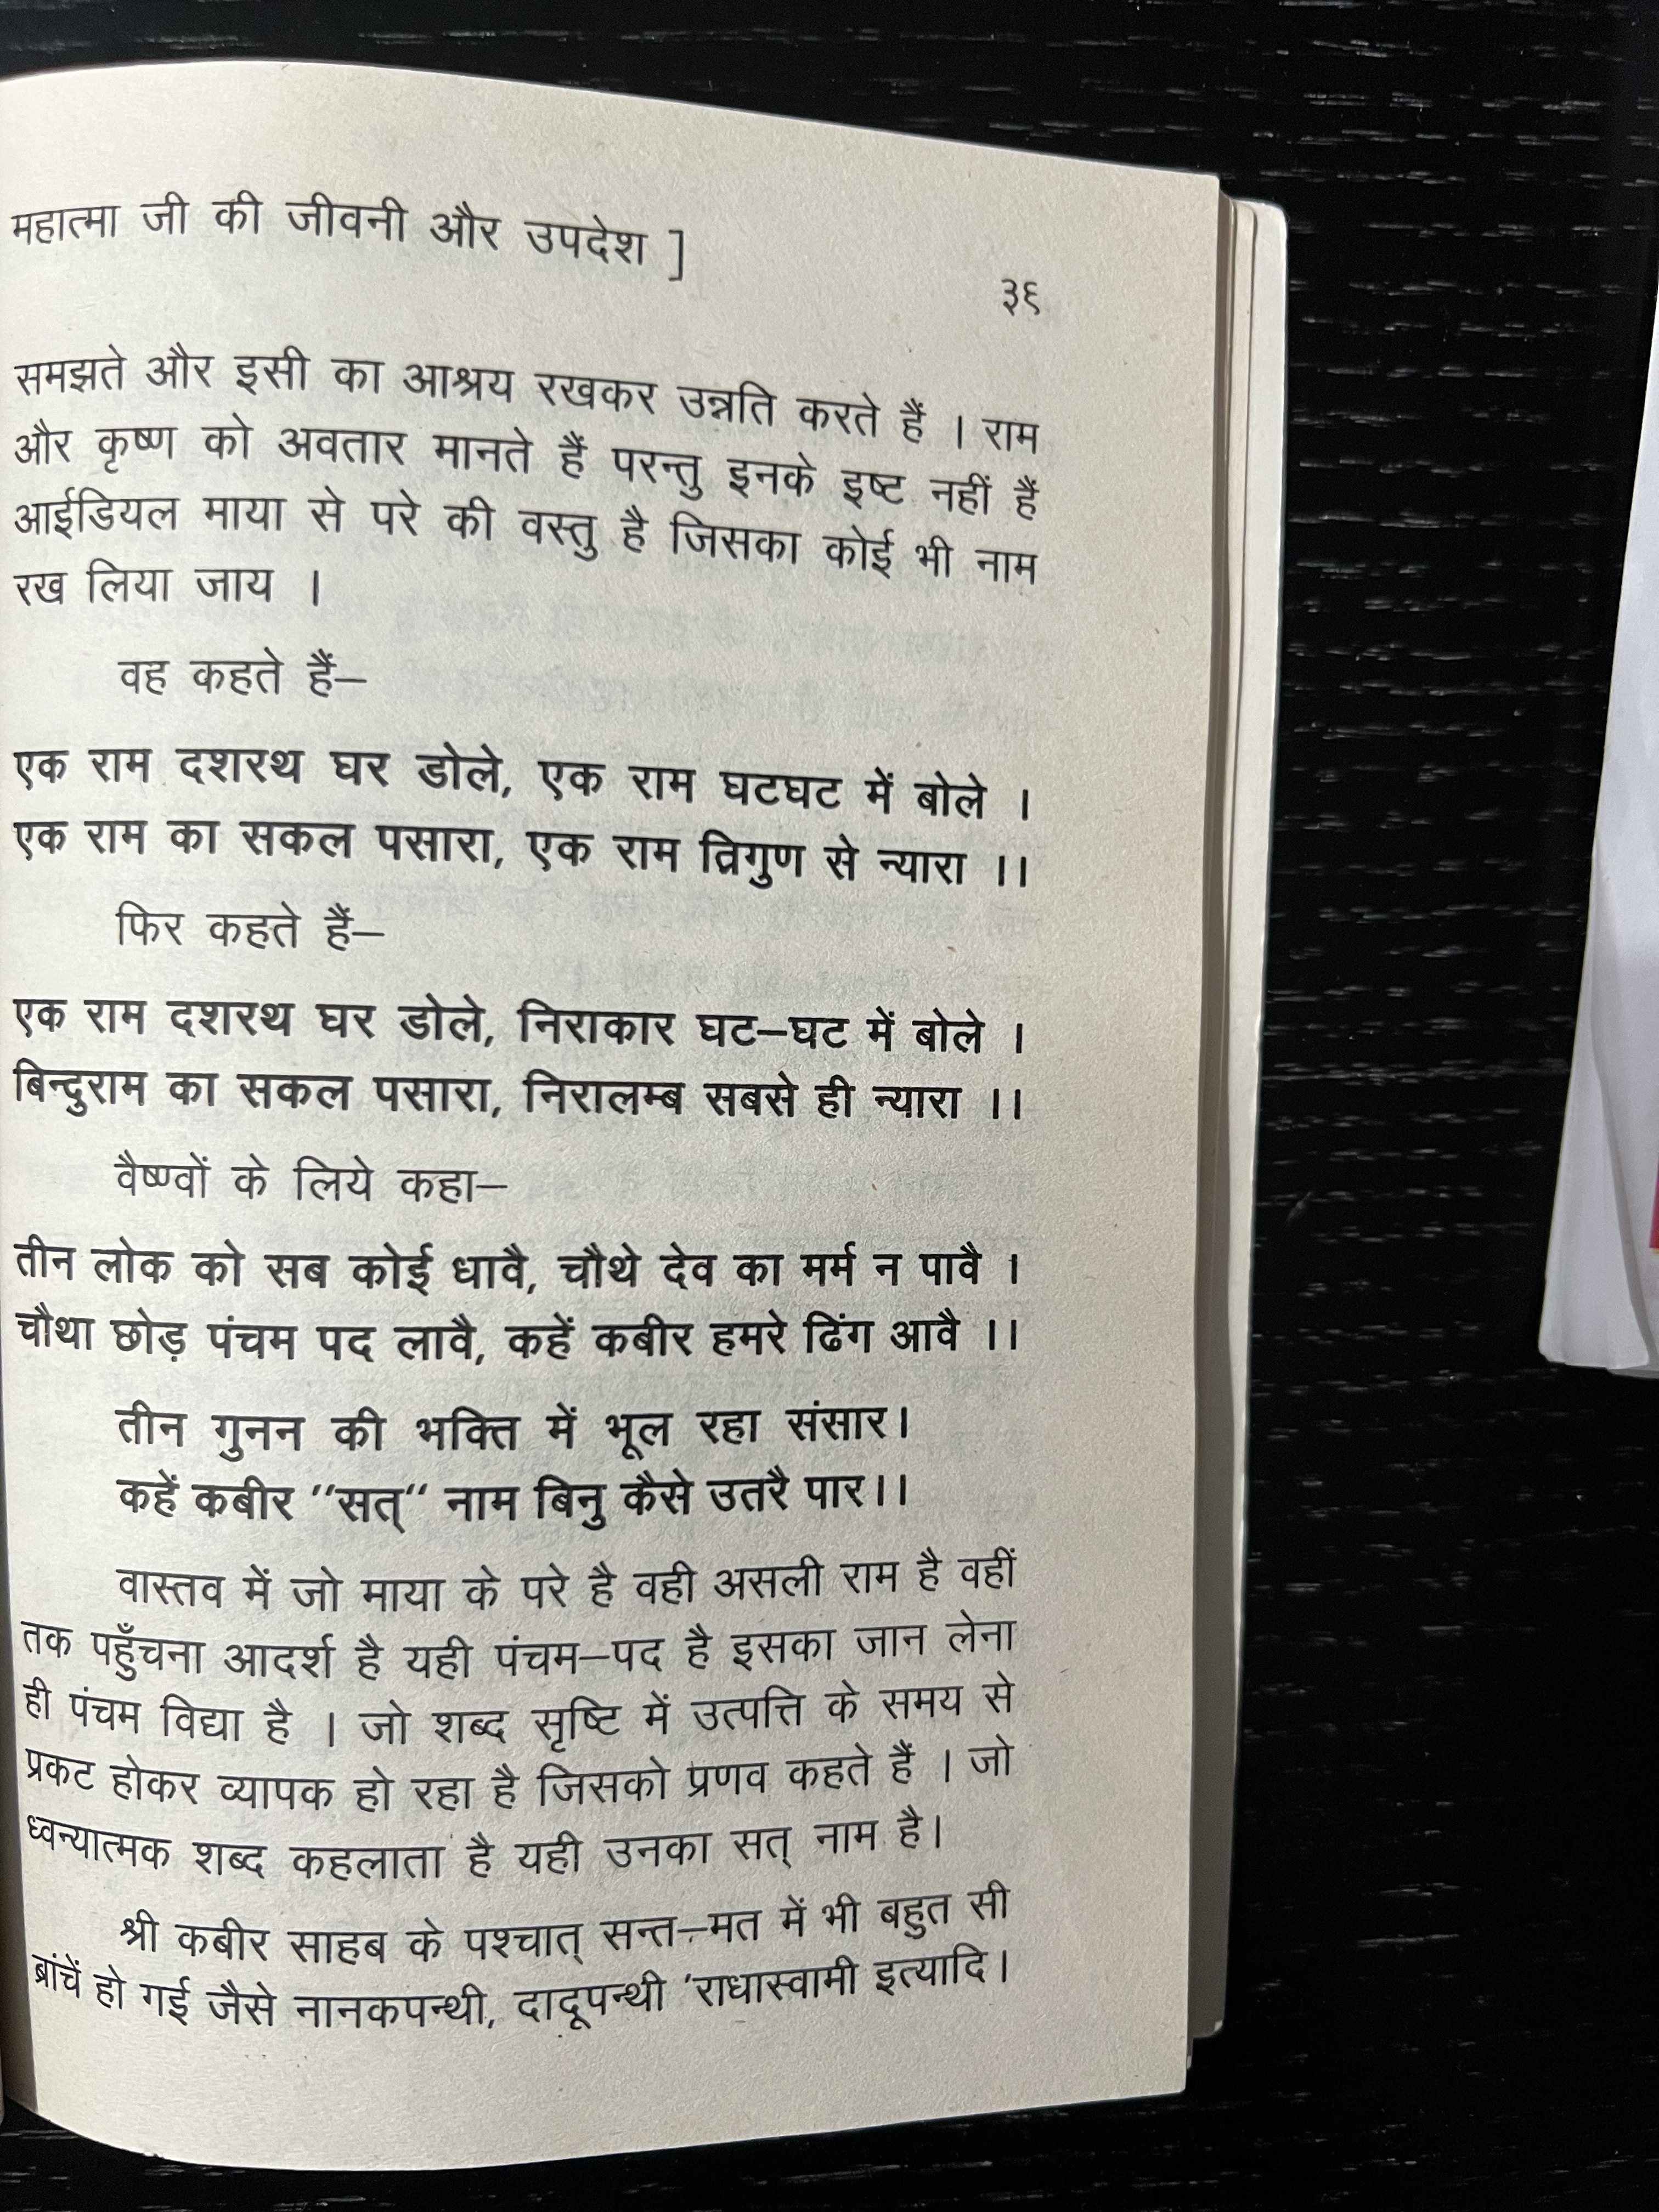 महात्मा जी की जीवनी और उपदेश ]
३९
समझते और इसी का आश्रय रखकर उन्नति करते हैं । राम
और कृष्ण को अवतार मानते हैं परन्तु इनके इष्ट नहीं हैं
आईडियल माया से परे की वस्तु है जिसका कोई भी नाम
रख लिया जाय ।
वह कहते हैं–
एक राम दशरथ घर डोले, एक राम घटघट में बोले ।
एक राम का सकल पसारा, एक राम त्रिगुण से न्यारा ।।
फिर कहते हैं–
एक राम दशरथ घर डोले, निराकार घट–घट में बोले ।
बिन्दुराम का सकल पसारा, निरालम्ब सबसे ही न्यारा ।।
वैष्ण्वों के लिये कहा–
तीन लोक को सब कोई धावै, चौथे देव का मर्म न पावै ।
चौथा छोड़ पंचम पद लावै, कहें कबीर हमरे ढिंग आवै ।।
तीन गुनन की भक्ति में भूल रहा संसार।
कहें कबीर ‘‘सत्‘‘ नाम बिनु कैसे उतरै पार।।
वास्तव में जो माया के परे है वही असली राम है वहीं
तक पहुँचना आदर्श है यही पंचम–पद है इसका जान लेना
ही पंचम विद्या है । जो शब्द सृष्टि में उत्पत्ति के समय से
प्रकट होकर व्यापक हो रहा है जिसको प्रणव कहते हैं । जो
ध्वन्यात्मक शब्द कहलाता है यही उनका सत् नाम है।
श्री कबीर साहब के पश्चात् सन्त–मत में भी बहुत सी
ब्रांचें हो गई जैसे नानकपन्थी, दादूपन्थी ’राधास्वामी इत्यादि।